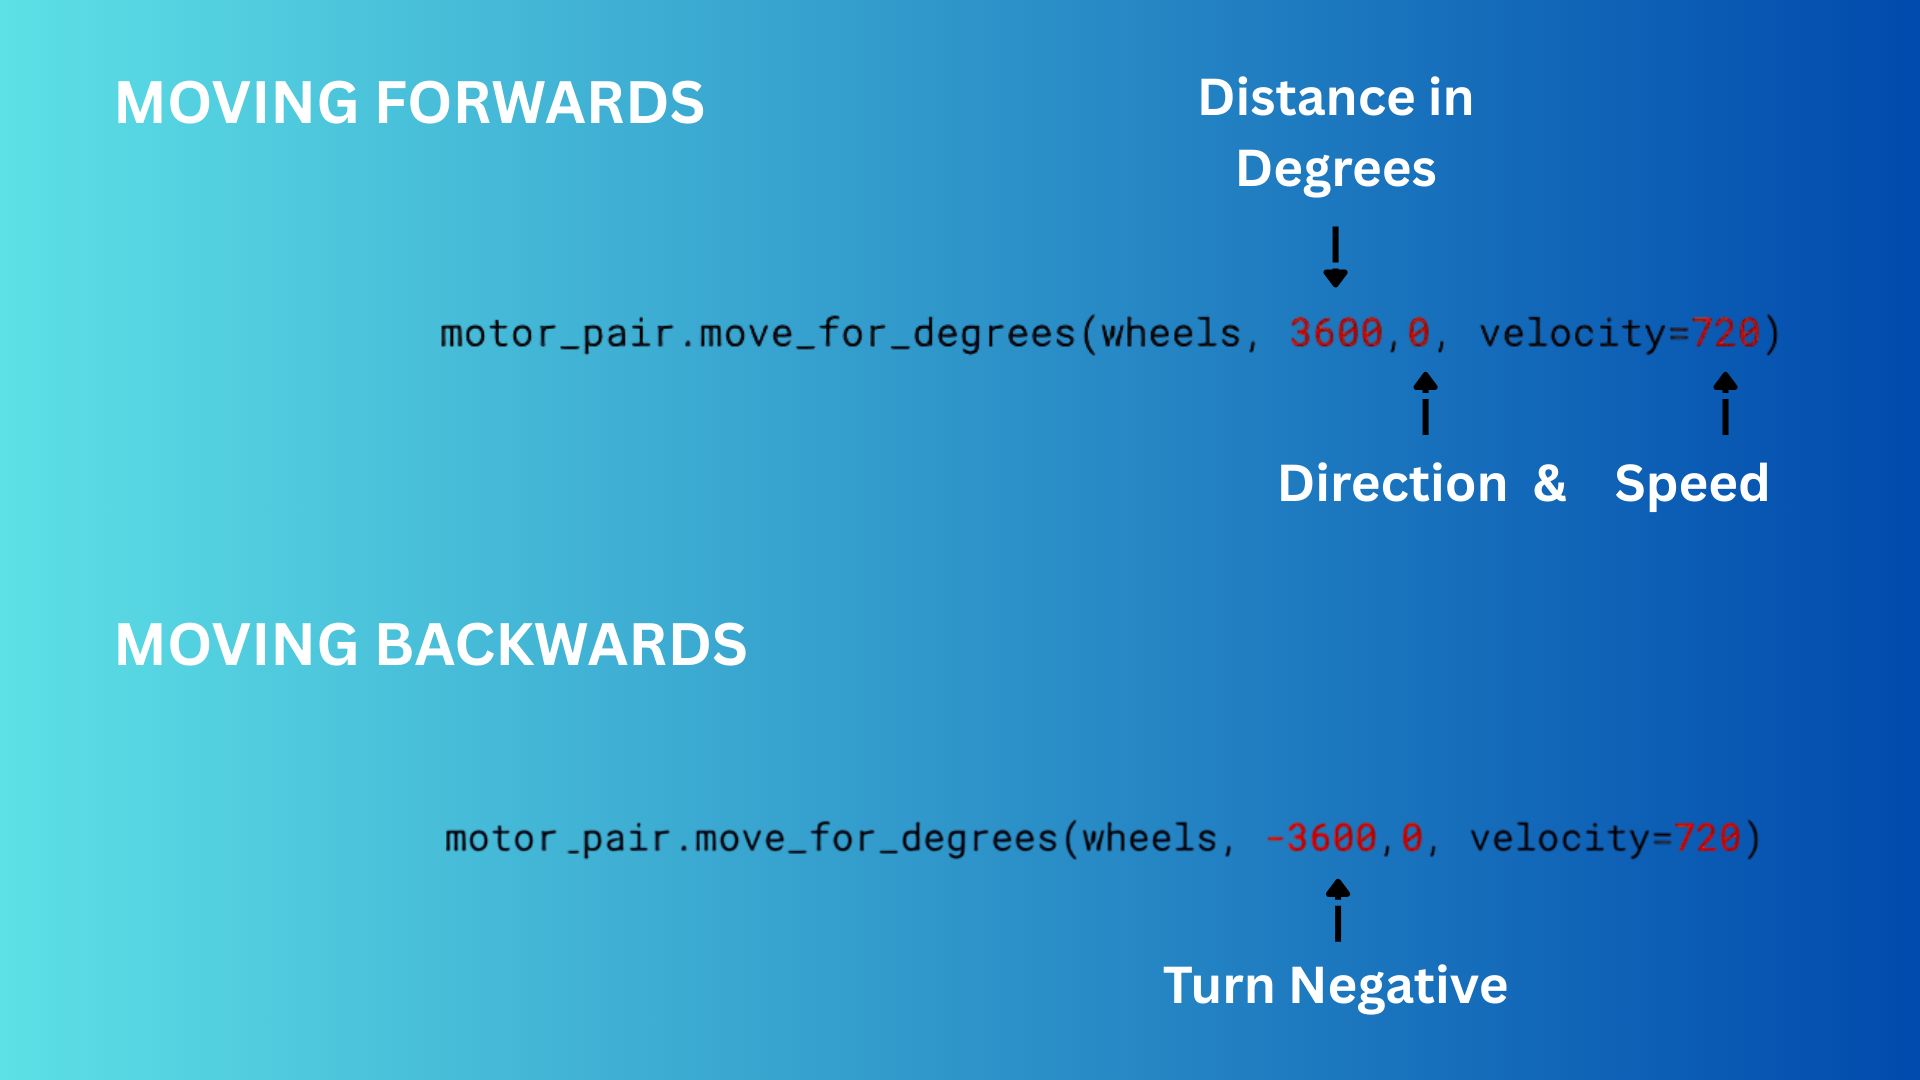 MOVING FORWARDS
Distance in
Degrees
motor_pair.move_for_degrees(wheels, 3600,0, velocity=720)
Direction & Speed
MOVING BACKWARDS
motor_pair.move_for_degrees(wheels, -3600,0, velocity=720)
Turn Negative